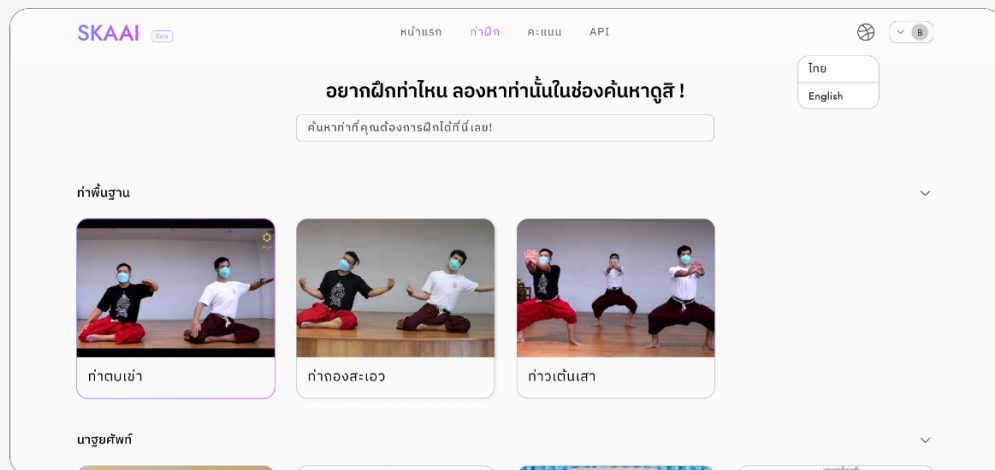 SKAAI Beta
หน้าแรก ท่าฝึก คะแนน API
B
ไทย
English
อยากฝึกท่าไหน ลองหาท่านั้นในช่องค้นหาดูสิ !
ค้นหาท่าที่คุณต้องการฝึกได้ที่นี่เลย!
ท่าพื้นฐาน
ท่าตบเข่า
ท่าถองสะเอว
ท่าวเต้นเสา
นาฏยศัพท์